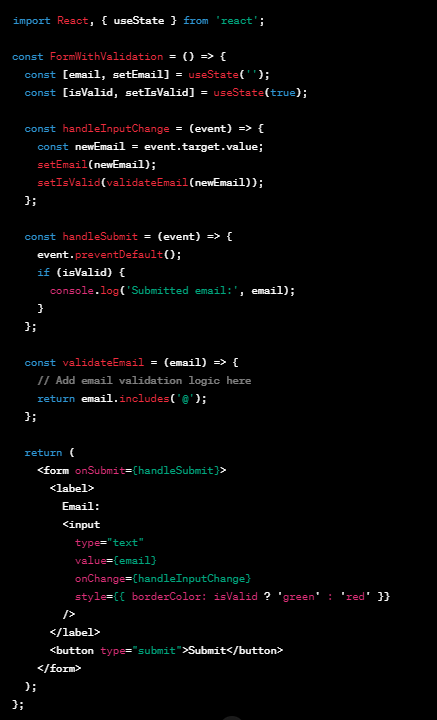 import React, { useState } from 'react';
const FormWithValidation = () => {
const [email, setEmail] = useState('');
const [isValid, setIsValid] = useState(true);
const handleInputChange = (event) => {
const newEmail = event.target.value;
setEmail(newEmail);
setIsValid(validateEmail(newEmail));
};
const handleSubmit = (event) => {
event.preventDefault();
if (isValid) {
console.log('Submitted email:', email);
}
};
const validateEmail = (email) => {
// Add email validation logic here
return email.includes('@');
};
return (
<form onSubmit={handleSubmit}>
<label>
Email:
<input
type="text"
value={email}
onChange={handleInputChange}
style={{ borderColor: isValid ? 'green' : 'red' }}
/>
</label>
<button type="submit">Submit</button>
</form>
);
};